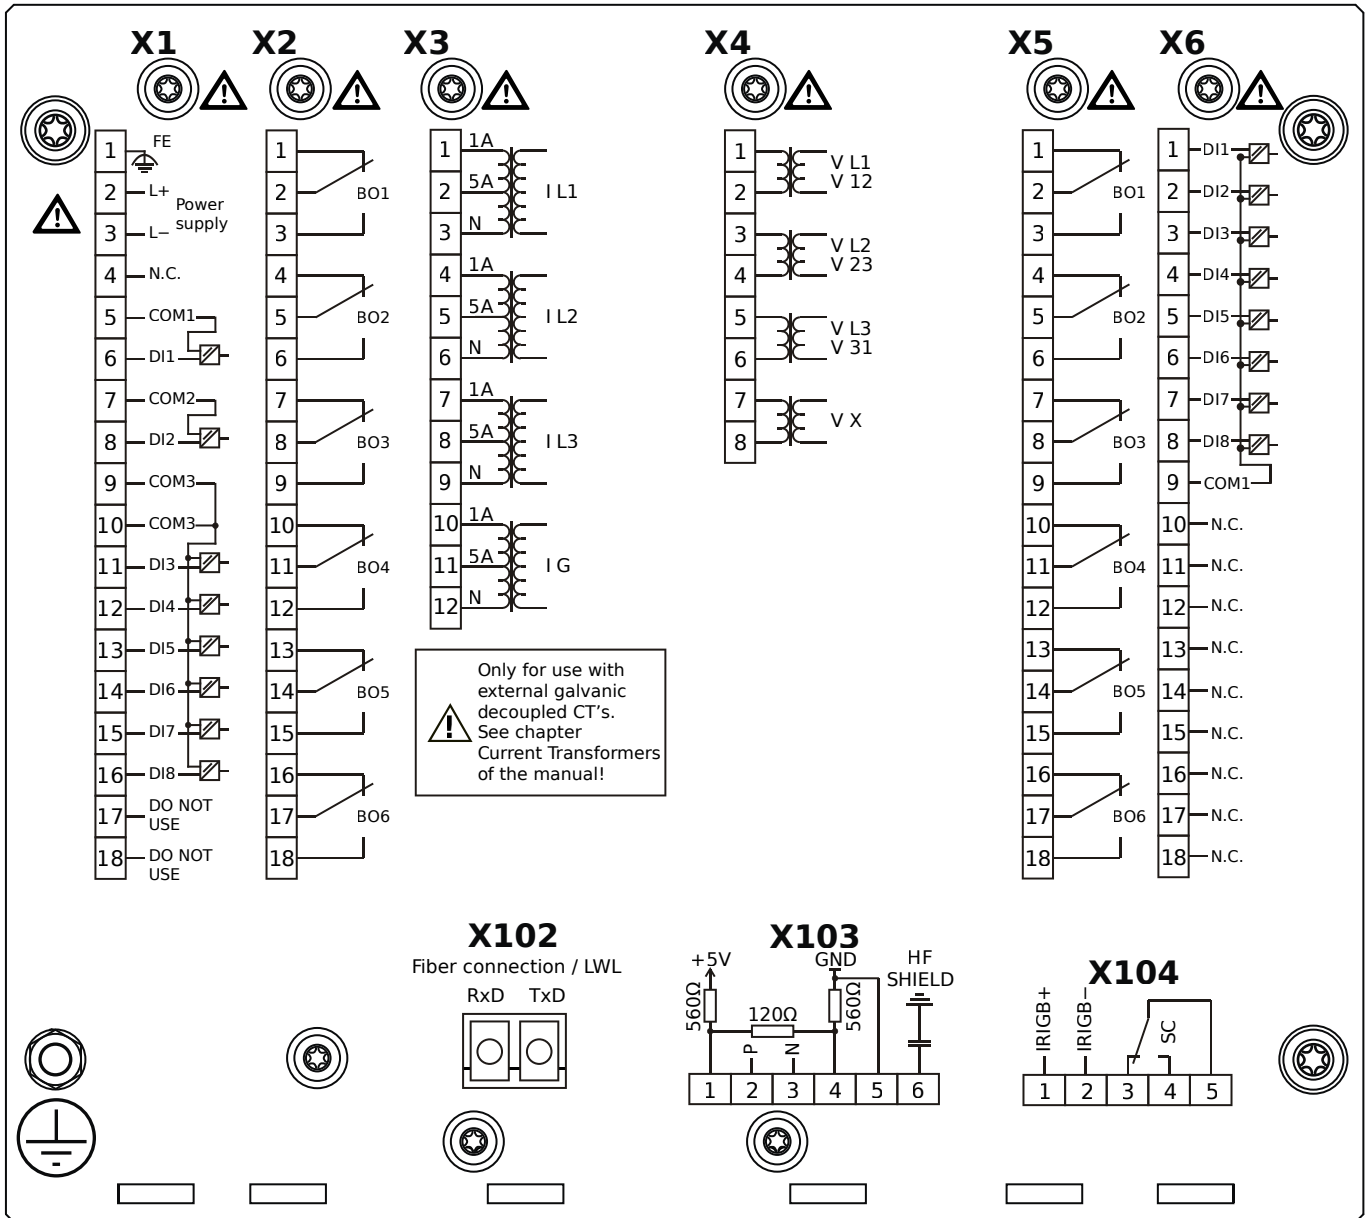 X1 X2 X3 X4 X5 X6
1 FE
2 L+
Power
supply
3 L−
4 N.C.
5 COM1
6 DI1
7 COM2
8 DI2
9 COM3
10 COM3
11 DI3
12 DI4
13 DI5
14 DI6
15 DI7
16 DI8
17 DO NOT
USE
18 DO NOT
USE
1
2 BO1
3
4
5 BO2
6
7
8 BO3
9
10
11 BO4
12
13
14 BO5
15
16
17 BO6
18
1 1A
2 5A I L1
3 N
4 1A
5 5A I L2
6 N
7 1A
8 5A I L3
9 N
10 1A
11 5A I G
12 N
Only for use with
external galvanic
decoupled CT's.
See chapter
Current Transformers
of the manual!
1 V L1
2 V 12
3 V L2
4 V 23
5 V L3
6 V 31
7 V X
8
1
2 BO1
3
4
5 BO2
6
7
8 BO3
9
10
11 BO4
12
13
14 BO5
15
16
17 BO6
18
1 DI1
2 DI2
3 DI3
4 DI4
5 DI5
6 DI6
7 DI7
8 DI8
9 COM1
10 N.C.
11 N.C.
12 N.C.
13 N.C.
14 N.C.
15 N.C.
16 N.C.
17 N.C.
18 N.C.
X102
Fiber connection / LWL
RxD TxD
X103
+5V GND HF
SHIELD
560Ω 120Ω 560Ω
P N
1 2 3 4 5 6
X104
IRIGB+ IRIGB− SC
1 2 3 4 5